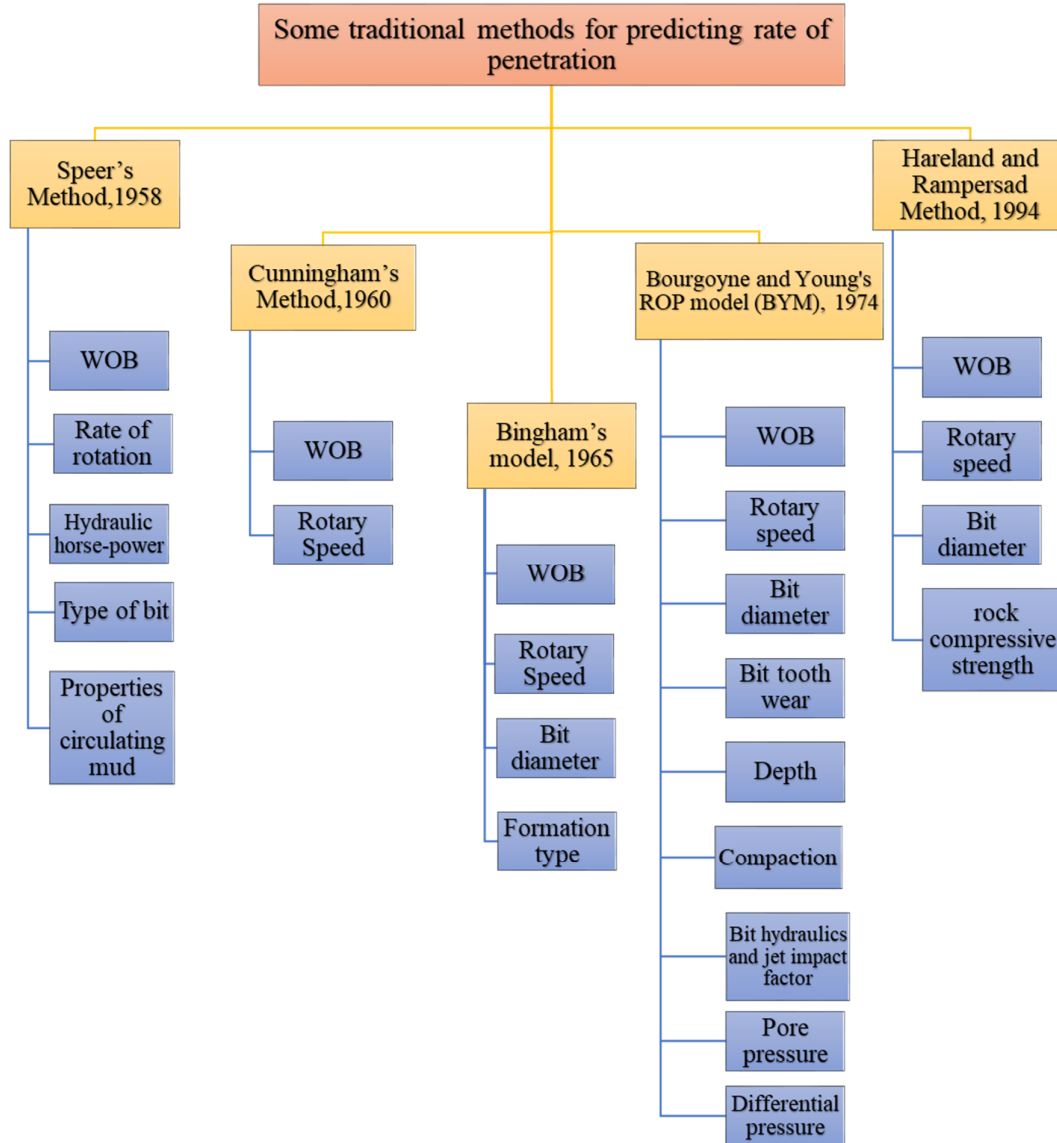 Some traditional methods for predicting rate of
penetration
Speer’s
Method,1958
WOB
Rate of
rotation
Hydraulic
horse-power
Type of bit
Properties
of
circulating
mud
Cunningham’s
Method,1960
WOB
Rotary
Speed
Bingham’s
model, 1965
WOB
Rotary
Speed
Bit
diameter
Formation
type
Bourgoyne and Young's
ROP model (BYM), 1974
WOB
Rotary
speed
Bit
diameter
Bit tooth
wear
Depth
Compaction
Bit hydraulics
and jet impact
factor
Pore
pressure
Differential
pressure
Hareland and
Rampersad
Method, 1994
WOB
Rotary
speed
Bit
diameter
rock
compressive
strength